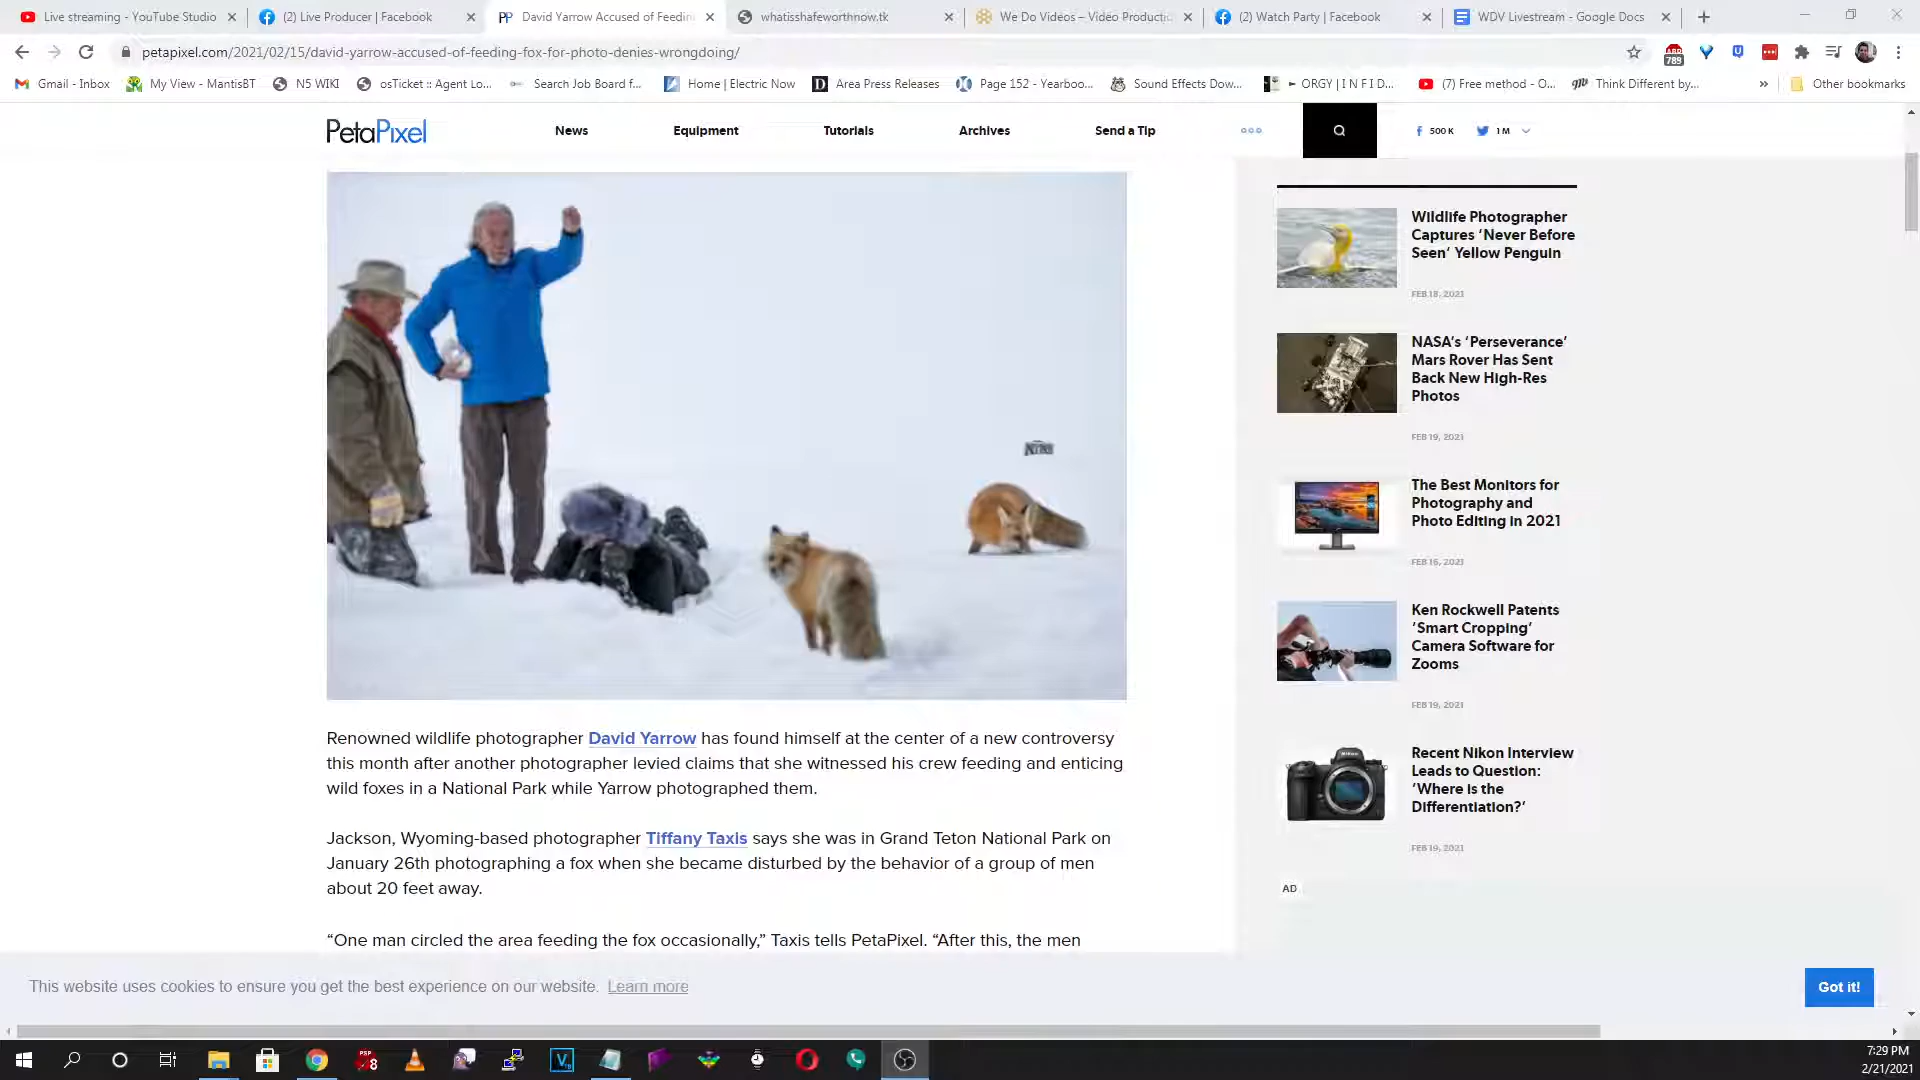 Live streaming - YouTube Studio
(2) Live Producer | Facebook
David Yarrow Accused of Feedin
whatisshafeworthnow.tk
We Do Videos – Video Productio
(2) Watch Party | Facebook
WDV Livestream - Google Docs
petapixel.com/2021/02/15/david-yarrow-accused-of-feeding-fox-for-photo-denies-wrongdoing/
789
Gmail - Inbox
My View - MantisBT
N5 WIKI
osTicket :: Agent Lo...
Search Job Board f...
Home | Electric Now
Area Press Releases
Page 152 - Yearboo...
Sound Effects Dow...
ORGY | I N F I D...
(7) Free method - O...
Think Different by...
»
Other bookmarks
PetaPixel
News
Equipment
Tutorials
Archives
Send a Tip
500 K
1 M
Renowned wildlife photographer David Yarrow has found himself at the center of a new controversy
this month after another photographer levied claims that she witnessed his crew feeding and enticing
wild foxes in a National Park while Yarrow photographed them.
Jackson, Wyoming-based photographer Tiffany Taxis says she was in Grand Teton National Park on
January 26th photographing a fox when she became disturbed by the behavior of a group of men
about 20 feet away.
“One man circled the area feeding the fox occasionally,” Taxis tells PetaPixel. “After this, the men
Wildlife Photographer
Captures ‘Never Before
Seen’ Yellow Penguin
FEB 18, 2021
NASA’s ‘Perseverance’
Mars Rover Has Sent
Back New High-Res
Photos
FEB 19, 2021
The Best Monitors for
Photography and
Photo Editing in 2021
FEB 16, 2021
Ken Rockwell Patents
‘Smart Cropping’
Camera Software for
Zooms
FEB 19, 2021
Recent Nikon Interview
Leads to Question:
‘Where is the
Differentiation?’
FEB 19, 2021
AD
This website uses cookies to ensure you get the best experience on our website. Learn more
Got it!
7:29 PM
2/21/2021